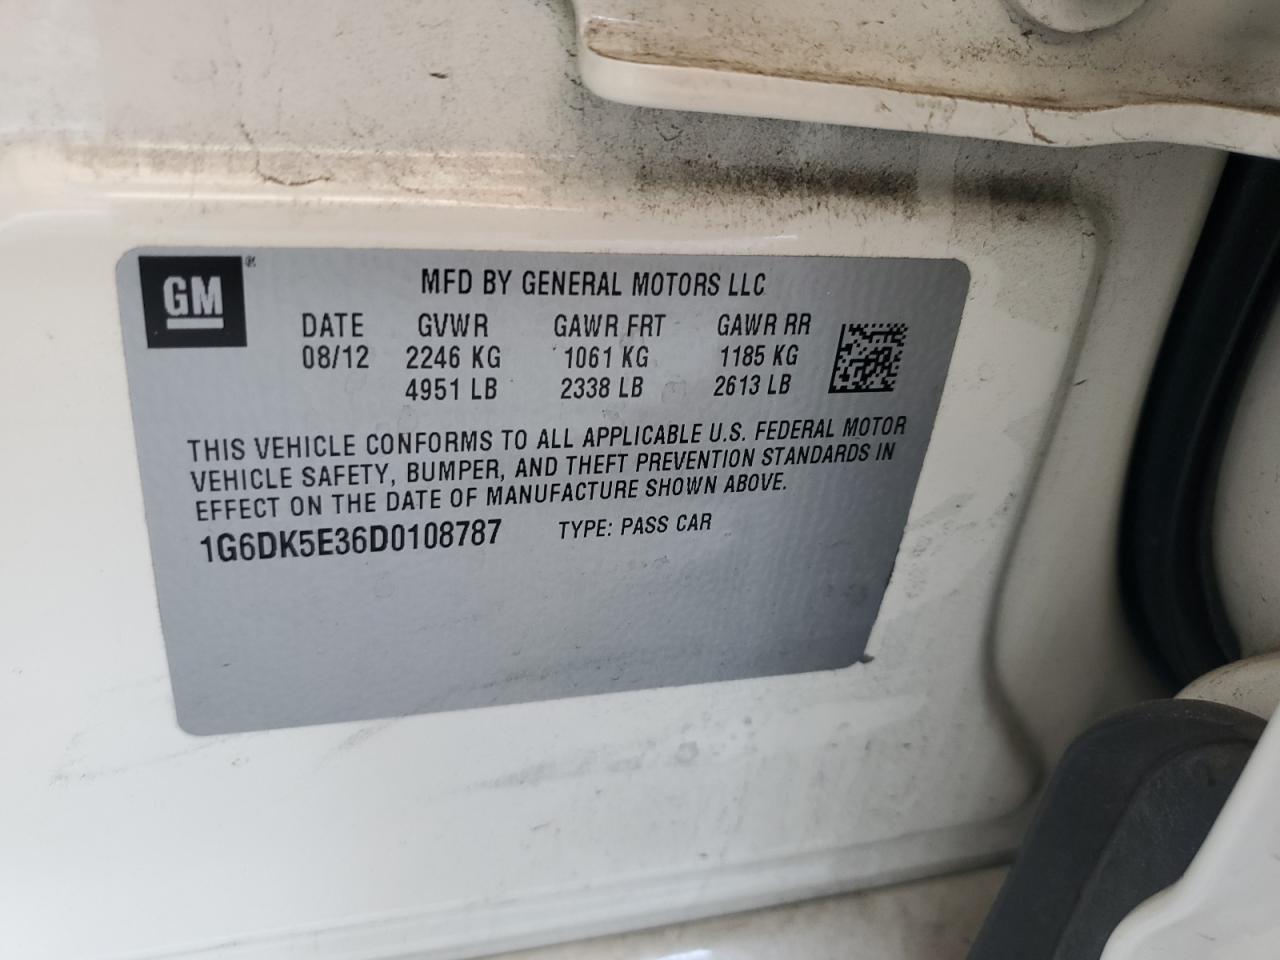 GM®
MFD BY GENERAL MOTORS LLC
DATE GVWR GAWR FRT GAWR RR
08/12 2246 KG 1061 KG 1185 KG
4951 LB 2338 LB 2613 LB
THIS VEHICLE CONFORMS TO ALL APPLICABLE U.S. FEDERAL MOTOR
VEHICLE SAFETY, BUMPER, AND THEFT PREVENTION STANDARDS IN
EFFECT ON THE DATE OF MANUFACTURE SHOWN ABOVE.
1G6DK5E36D0108787 TYPE: PASS CAR